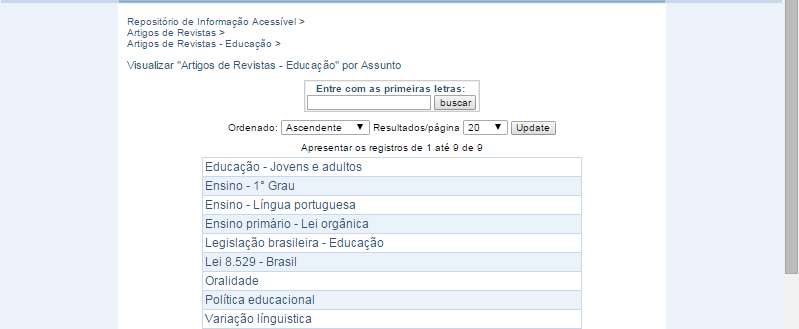 Repositório de Informação Acessível >
Artigos de Revistas >
Artigos de Revistas - Educação >
Visualizar "Artigos de Revistas - Educação" por Assunto
Entre com as primeiras letras:
buscar
Ordenado: Ascendente Resultados/página 20 Update
Apresentar os registros de 1 até 9 de 9
Educação - Jovens e adultos
Ensino - 1° Grau
Ensino - Língua portuguesa
Ensino primário - Lei orgânica
Legislação brasileira - Educação
Lei 8.529 - Brasil
Oralidade
Política educacional
Variação línguistica